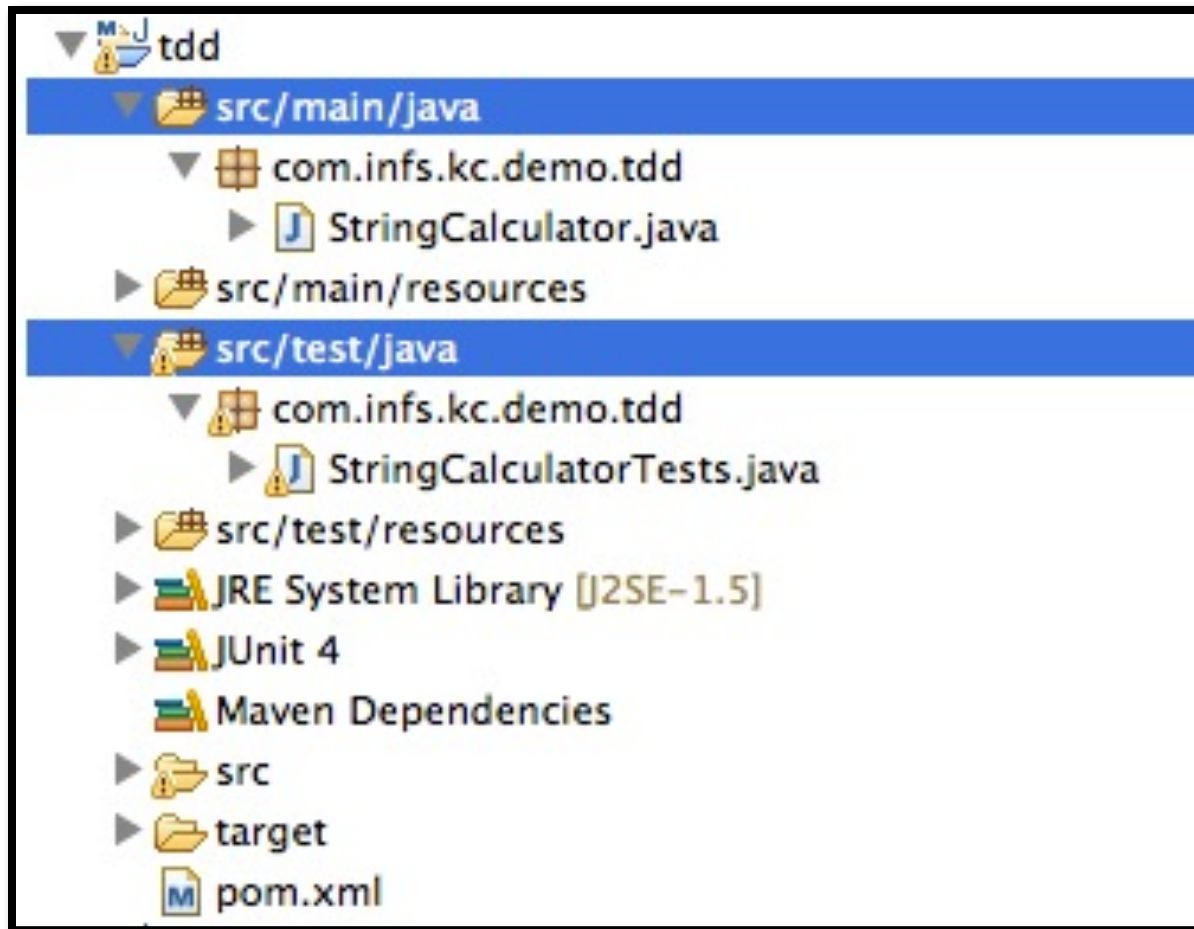 tdd
src/main/java
com.infs.kc.demo.tdd
StringCalculator.java
src/main/resources
src/test/java
com.infs.kc.demo.tdd
StringCalculatorTests.java
src/test/resources
JRE System Library [J2SE-1.5]
JUnit 4
Maven Dependencies
src
target
pom.xml